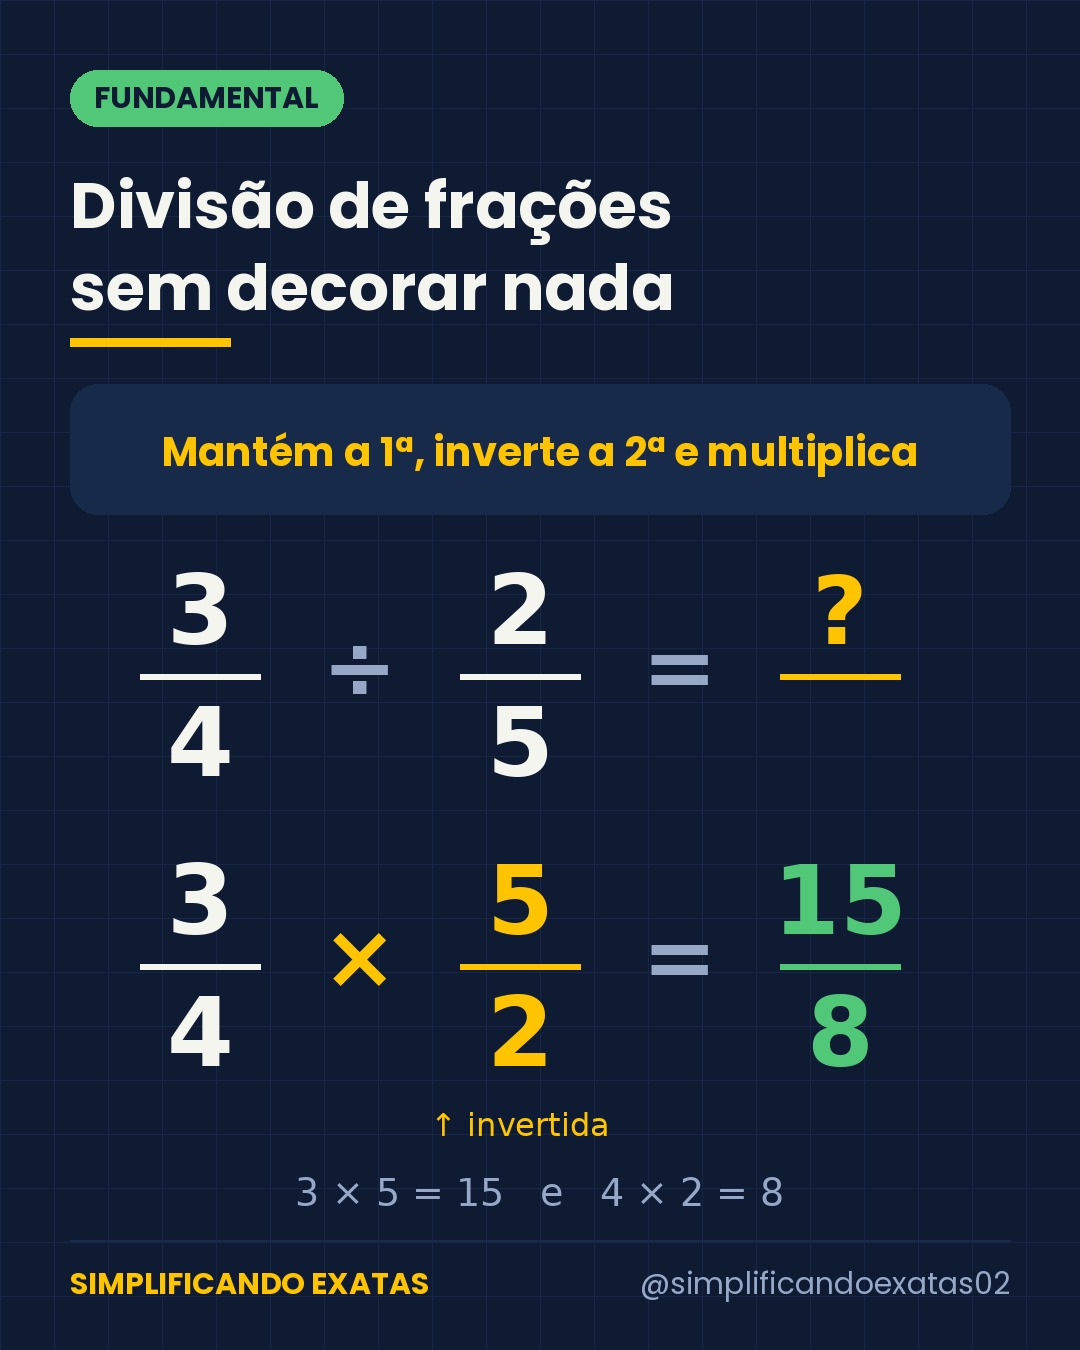 FUNDAMENTAL
Divisão de frações
sem decorar nada
Mantém a 1ª, inverte a 2ª e multiplica
3/4 ÷ 2/5 = ?
3/4 × 5/2 = 15/8
↑ invertida
3 × 5 = 15 e 4 × 2 = 8
SIMPLIFICANDO EXATAS
@simplificandoexatas02